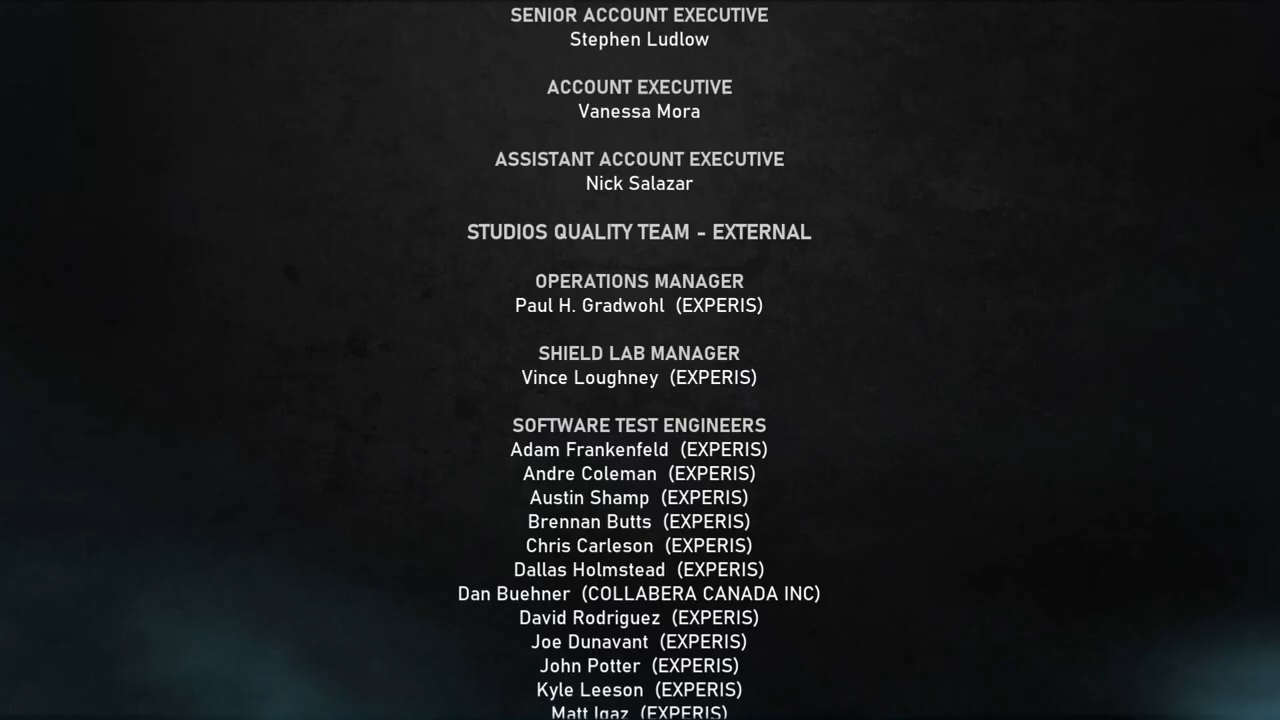 SENIOR ACCOUNT EXECUTIVE
Stephen Ludlow
ACCOUNT EXECUTIVE
Vanessa Mora
ASSISTANT ACCOUNT EXECUTIVE
Nick Salazar
STUDIOS QUALITY TEAM - EXTERNAL
OPERATIONS MANAGER
Paul H. Gradwohl (EXPERIS)
SHIELD LAB MANAGER
Vince Loughney (EXPERIS)
SOFTWARE TEST ENGINEERS
Adam Frankenfeld (EXPERIS)
Andre Coleman (EXPERIS)
Austin Shamp (EXPERIS)
Brennan Butts (EXPERIS)
Chris Carleson (EXPERIS)
Dallas Holmstead (EXPERIS)
Dan Buehner (COLLABERA CANADA INC)
David Rodriguez (EXPERIS)
Joe Dunavant (EXPERIS)
John Potter (EXPERIS)
Kyle Leeson (EXPERIS)
Matt Igaz (EXPERIS)